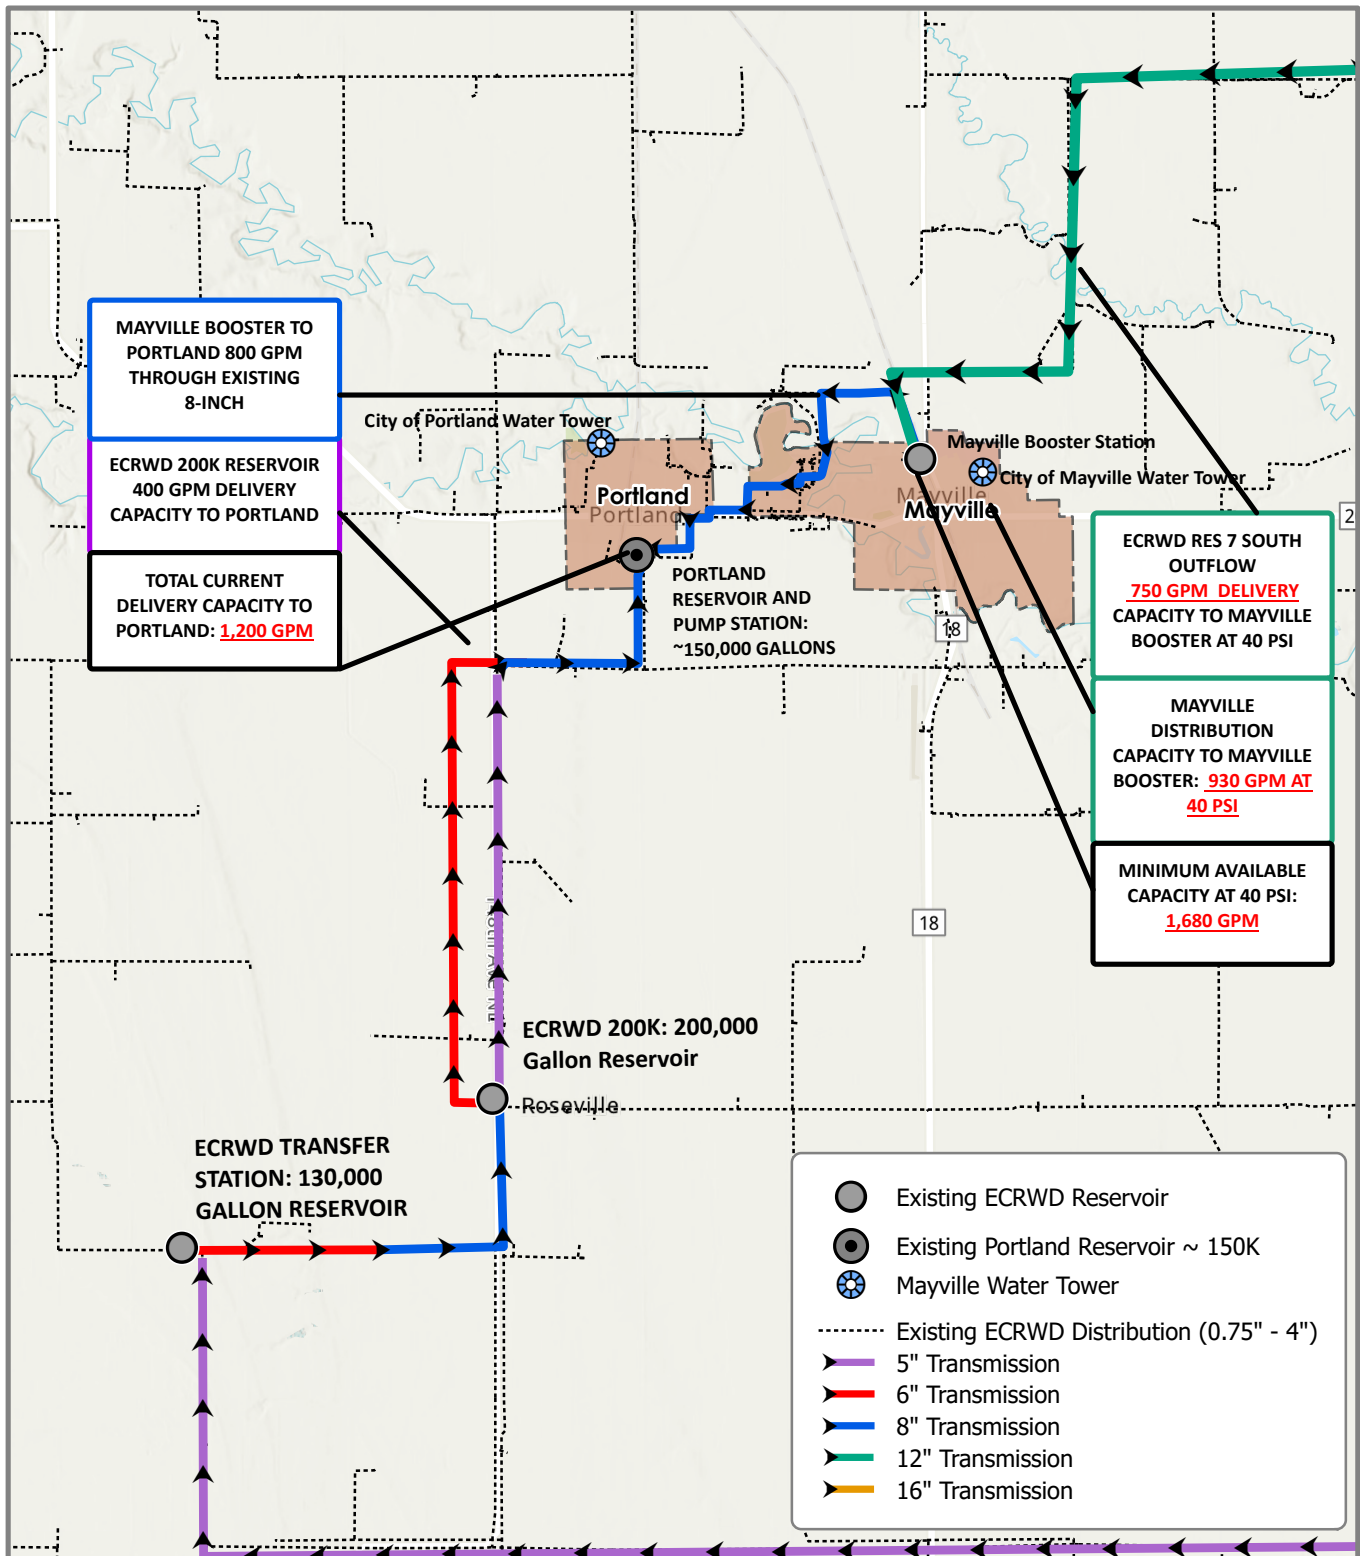 MAYVILLE BOOSTER TO
PORTLAND 800 GPM
THROUGH EXISTING
8-INCH
ECRWD 200K RESERVOIR
400 GPM DELIVERY
CAPACITY TO PORTLAND
TOTAL CURRENT
DELIVERY CAPACITY TO
PORTLAND: 1,200 GPM
City of Portland Water Tower
Portland
Portland
Mayville Booster Station
City of Mayville Water Tower
Mayville
Mayville
PORTLAND
RESERVOIR AND
PUMP STATION:
~150,000 GALLONS
18
2
ECRWD RES 7 SOUTH
OUTFLOW
750 GPM DELIVERY
CAPACITY TO MAYVILLE
BOOSTER AT 40 PSI
MAYVILLE
DISTRIBUTION
CAPACITY TO MAYVILLE
BOOSTER: 930 GPM AT
40 PSI
MINIMUM AVAILABLE
CAPACITY AT 40 PSI:
1,680 GPM
18
ECRWD 200K: 200,000
Gallon Reservoir
Roseville
ECRWD TRANSFER
STATION: 130,000
GALLON RESERVOIR
Existing ECRWD Reservoir
Existing Portland Reservoir ~ 150K
Mayville Water Tower
Existing ECRWD Distribution (0.75" - 4")
5" Transmission
6" Transmission
8" Transmission
12" Transmission
16" Transmission